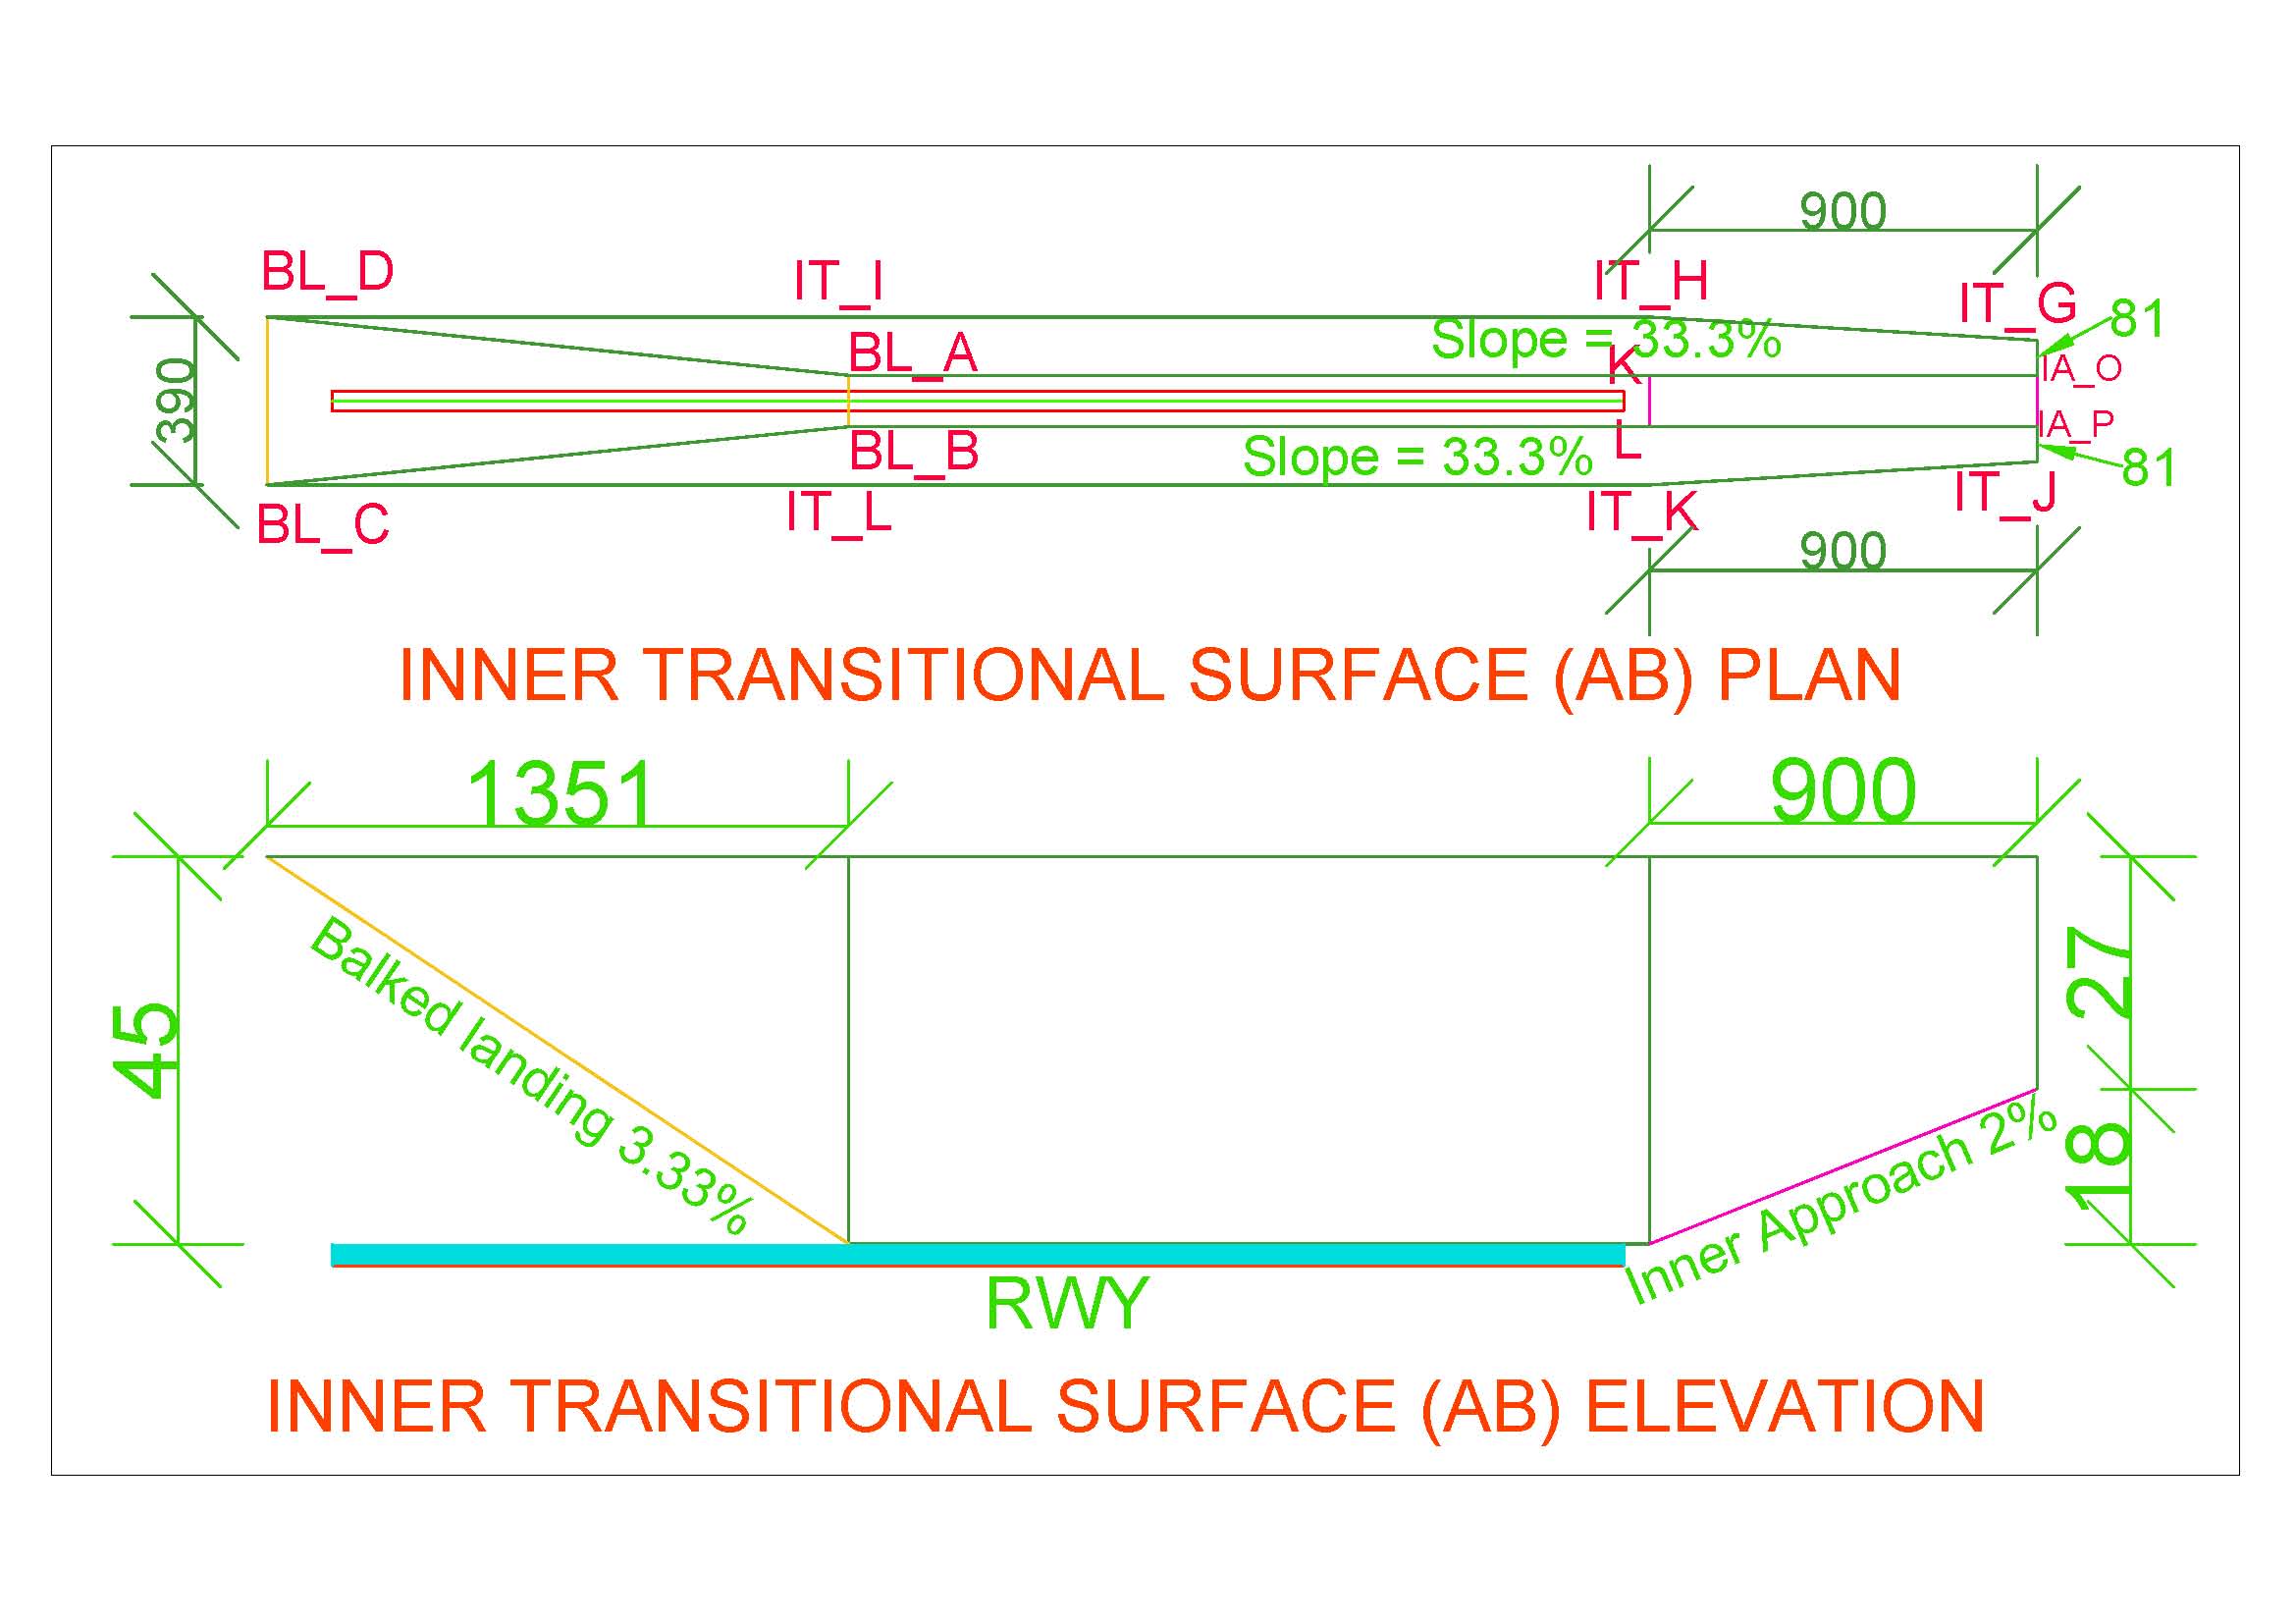 900
BL_D
IT_I
IT_H
IT_G
81
Slope = 33.3%
BL_A
K
IA_O
390
IA_P
BL_B
Slope = 33.3%
L
81
BL_C
IT_L
IT_K
IT_J
900
INNER TRANSITIONAL SURFACE (AB) PLAN
1351
900
45
Balked landing 3.33%
27
18
Inner Approach 2%
RWY
INNER TRANSITIONAL SURFACE (AB) ELEVATION